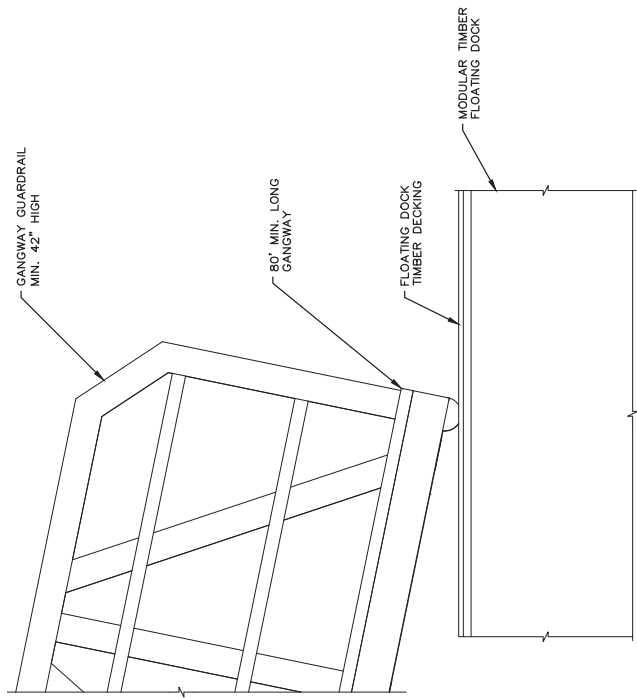 GANGWAY GUARDRAIL
MIN. 42" HIGH
80' MIN. LONG
GANGWAY
FLOATING DOCK
TIMBER DECKING
MODULAR TIMBER
FLOATING DOCK